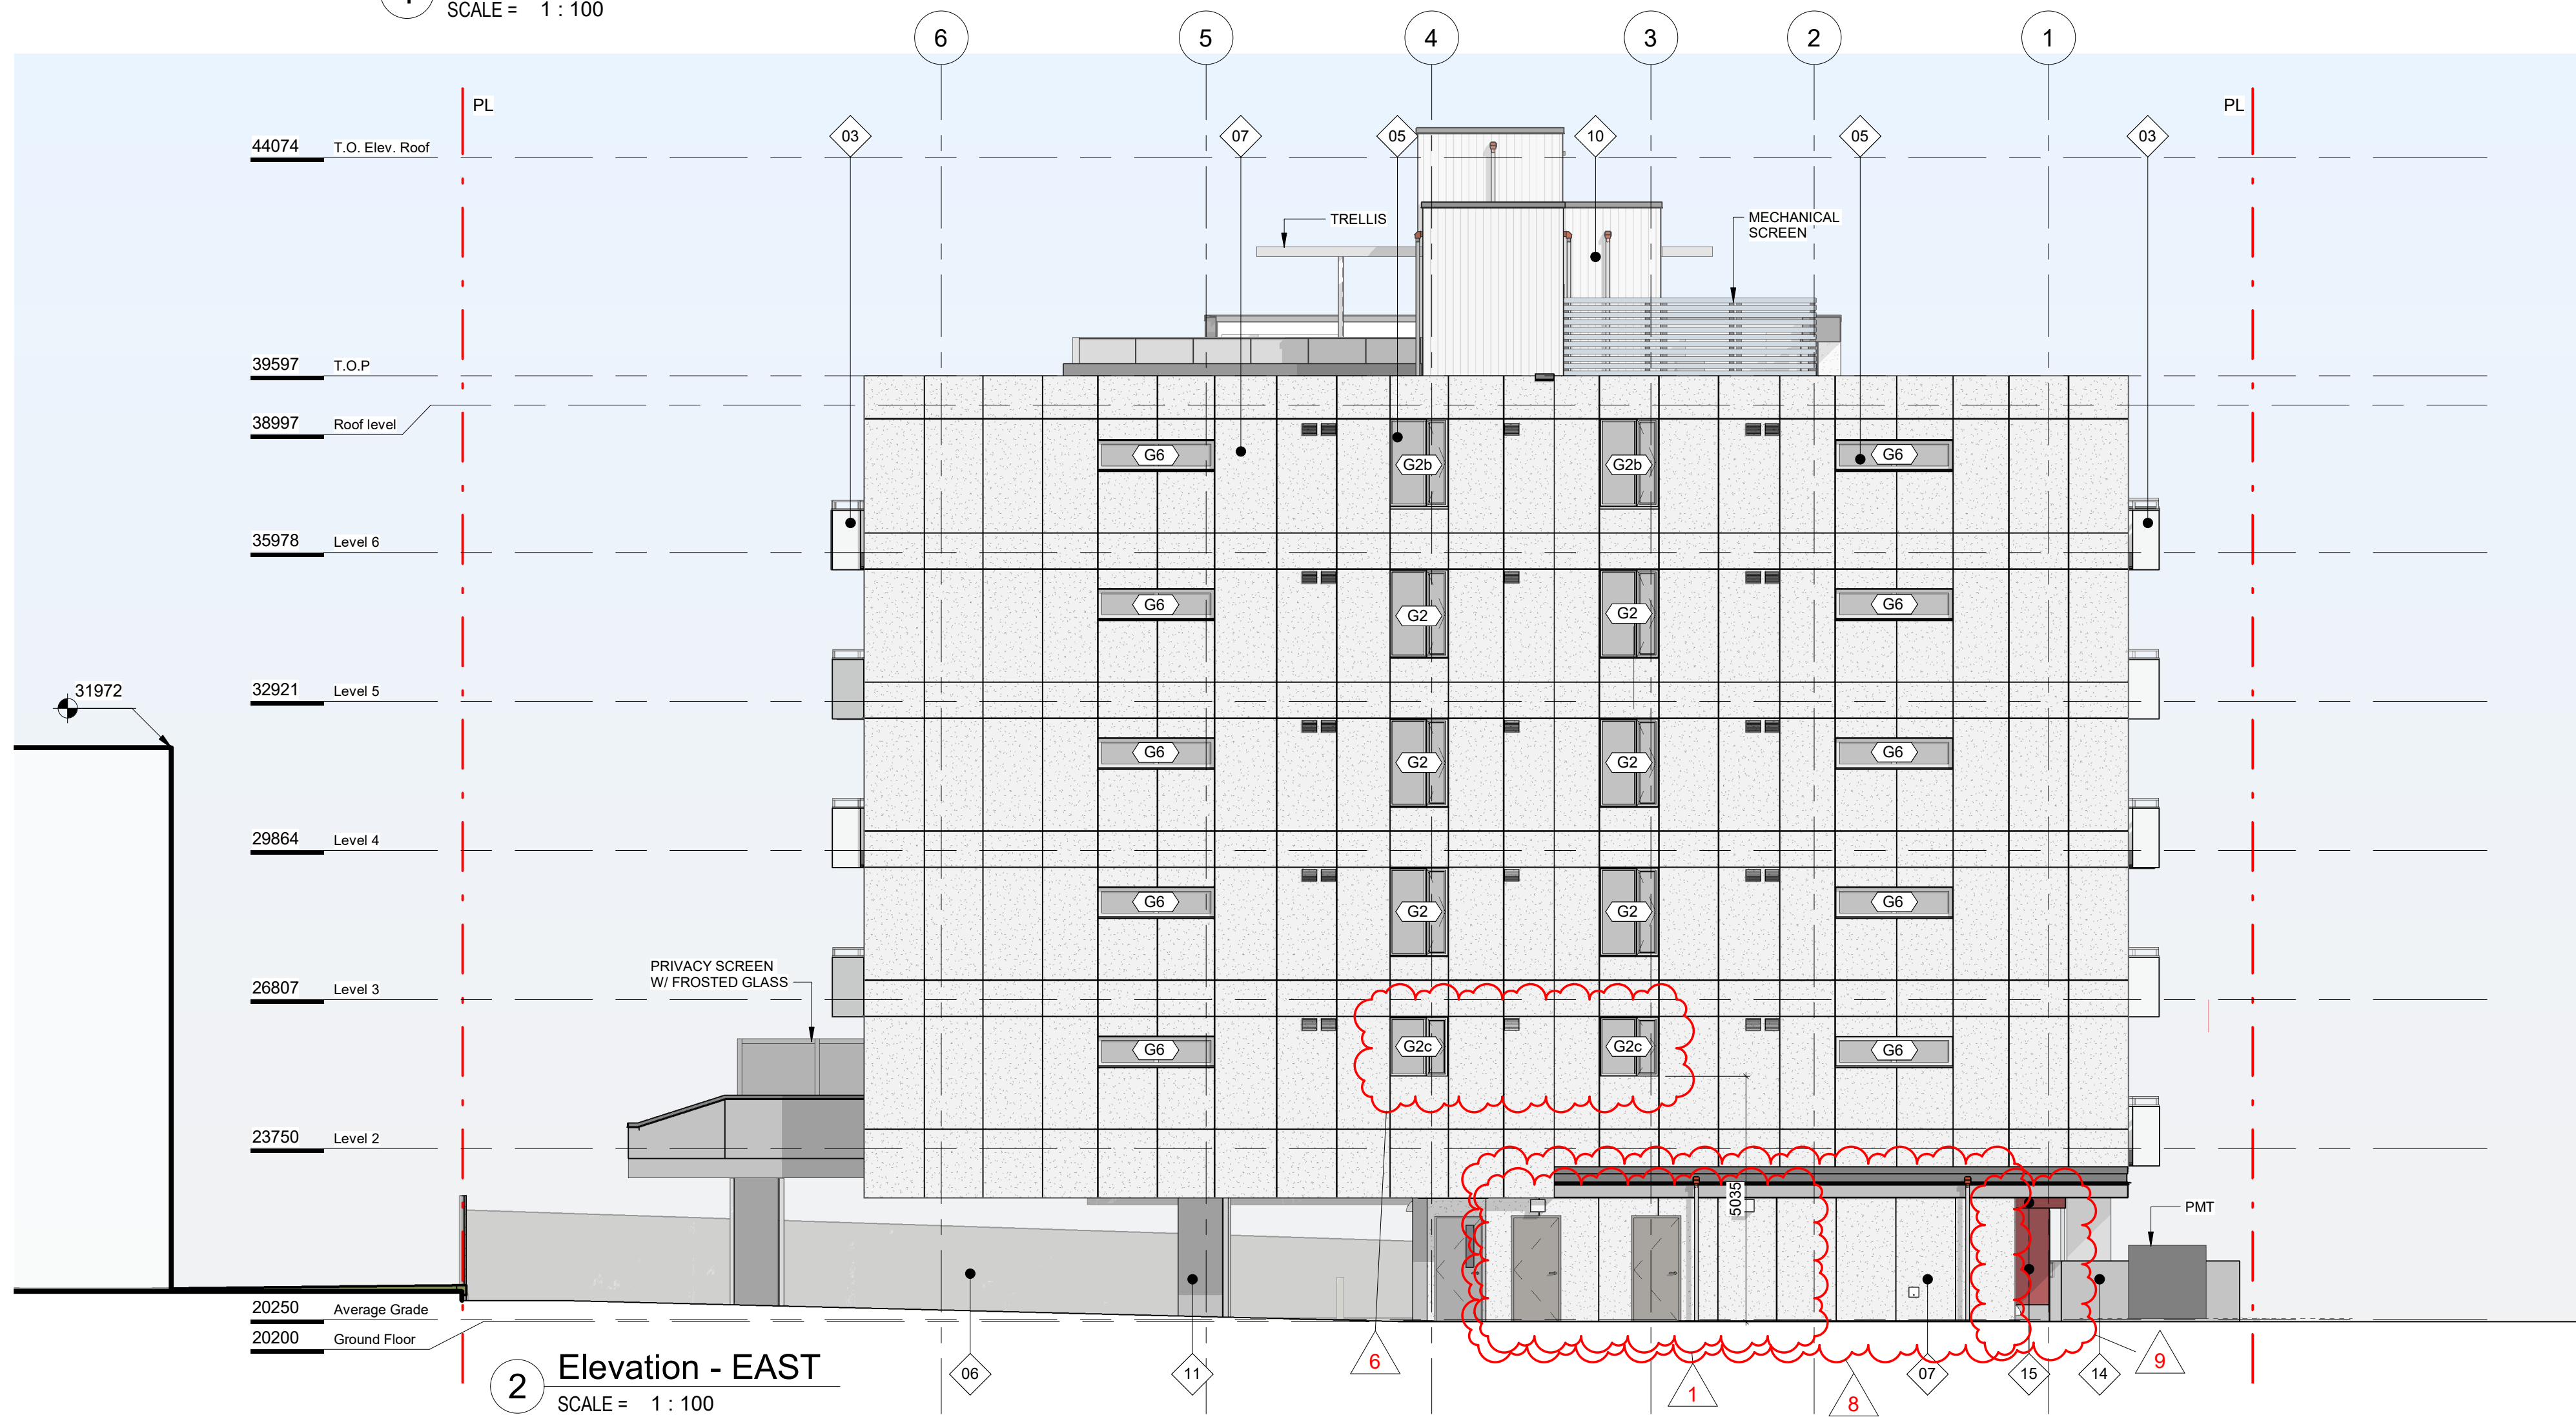 SCALE = 1 : 100
6 5 4 3 2 1
PL PL
03 07 05 10 05 03
44074 T.O. Elev. Roof
TRELLIS
MECHANICAL
SCREEN
39597 T.O.P
38997 Roof level
G6 G2b G2b G6
35978 Level 6
G6 G2 G2 G6
31972
32921 Level 5
G6 G2 G2 G6
29864 Level 4
G6 G2 G2 G6
PRIVACY SCREEN
W/ FROSTED GLASS
26807 Level 3
G6 G2c G2c G6
23750 Level 2
5035
PMT
20250 Average Grade
20200 Ground Floor
6 9
06 11 07 15 14
1 8
2 Elevation - EAST
SCALE = 1 : 100